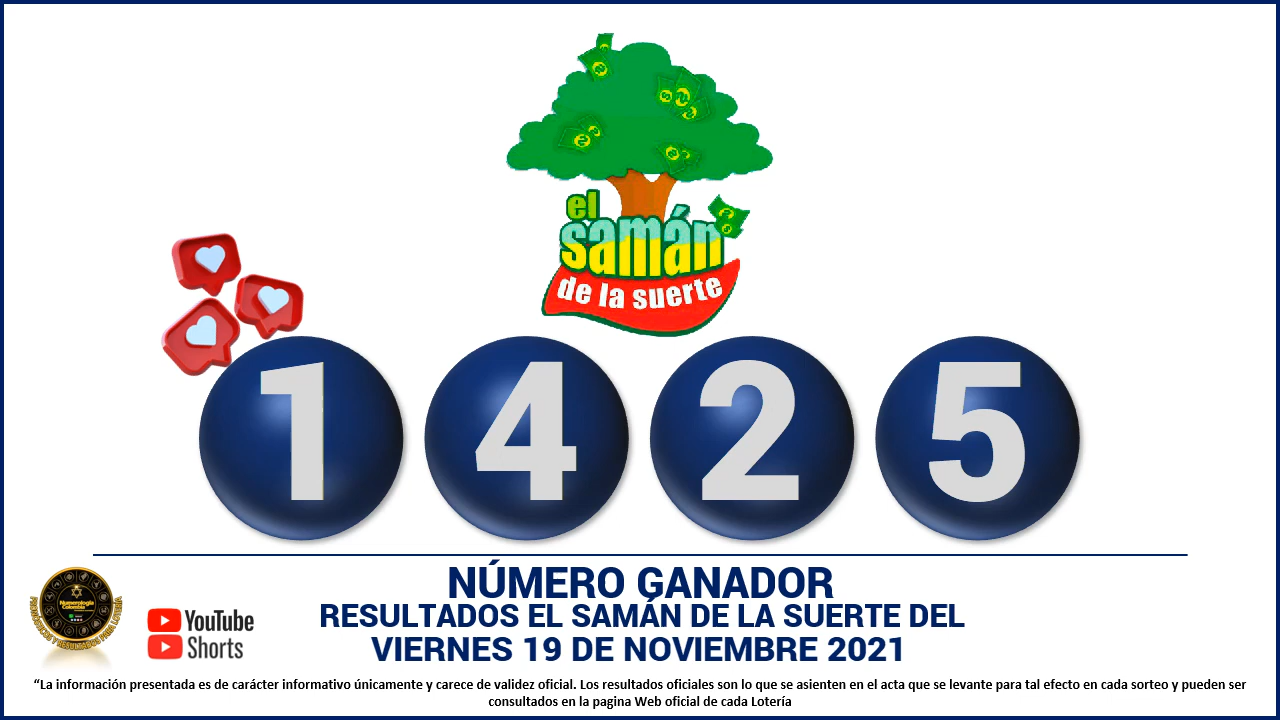 el
samán
de la suerte
1 4 2 5
NÚMERO GANADOR
RESULTADOS EL SAMÁN DE LA SUERTE DEL
VIERNES 19 DE NOVIEMBRE 2021
Numerología
Colombia
YouTube
Shorts
“La información presentada es de carácter informativo únicamente y carece de validez oficial. Los resultados oficiales son lo que se asienten en el acta que se levante para tal efecto en cada sorteo y pueden ser
consultados en la pagina Web oficial de cada Lotería